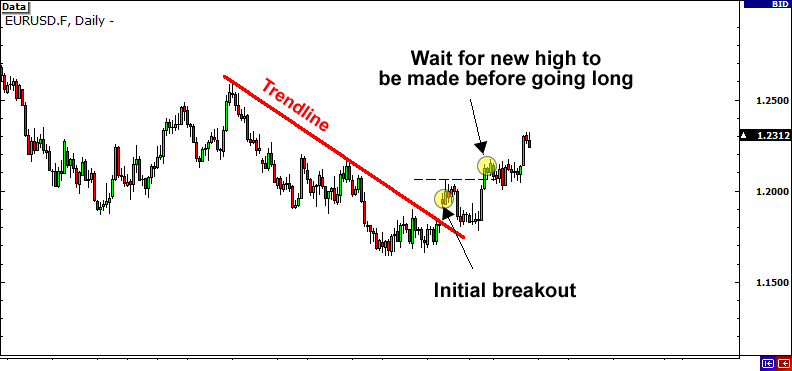 Data
BID
EURUSD.F, Daily -
Wait for new high to
be made before going long
Trendline
1.2500
1.2312
1.2000
1.1500
Initial breakout